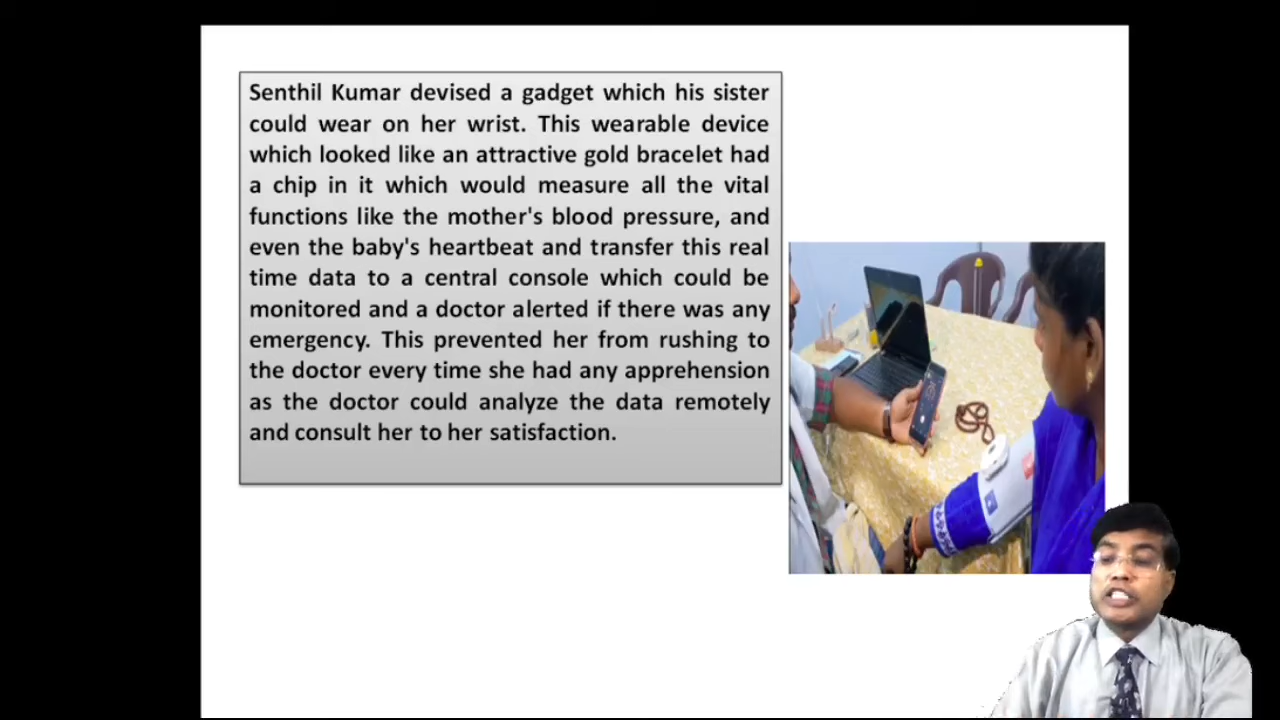 Senthil Kumar devised a gadget which his sister
could wear on her wrist. This wearable device
which looked like an attractive gold bracelet had
a chip in it which would measure all the vital
functions like the mother's blood pressure, and
even the baby's heartbeat and transfer this real
time data to a central console which could be
monitored and a doctor alerted if there was any
emergency. This prevented her from rushing to
the doctor every time she had any apprehension
as the doctor could analyze the data remotely
and consult her to her satisfaction.